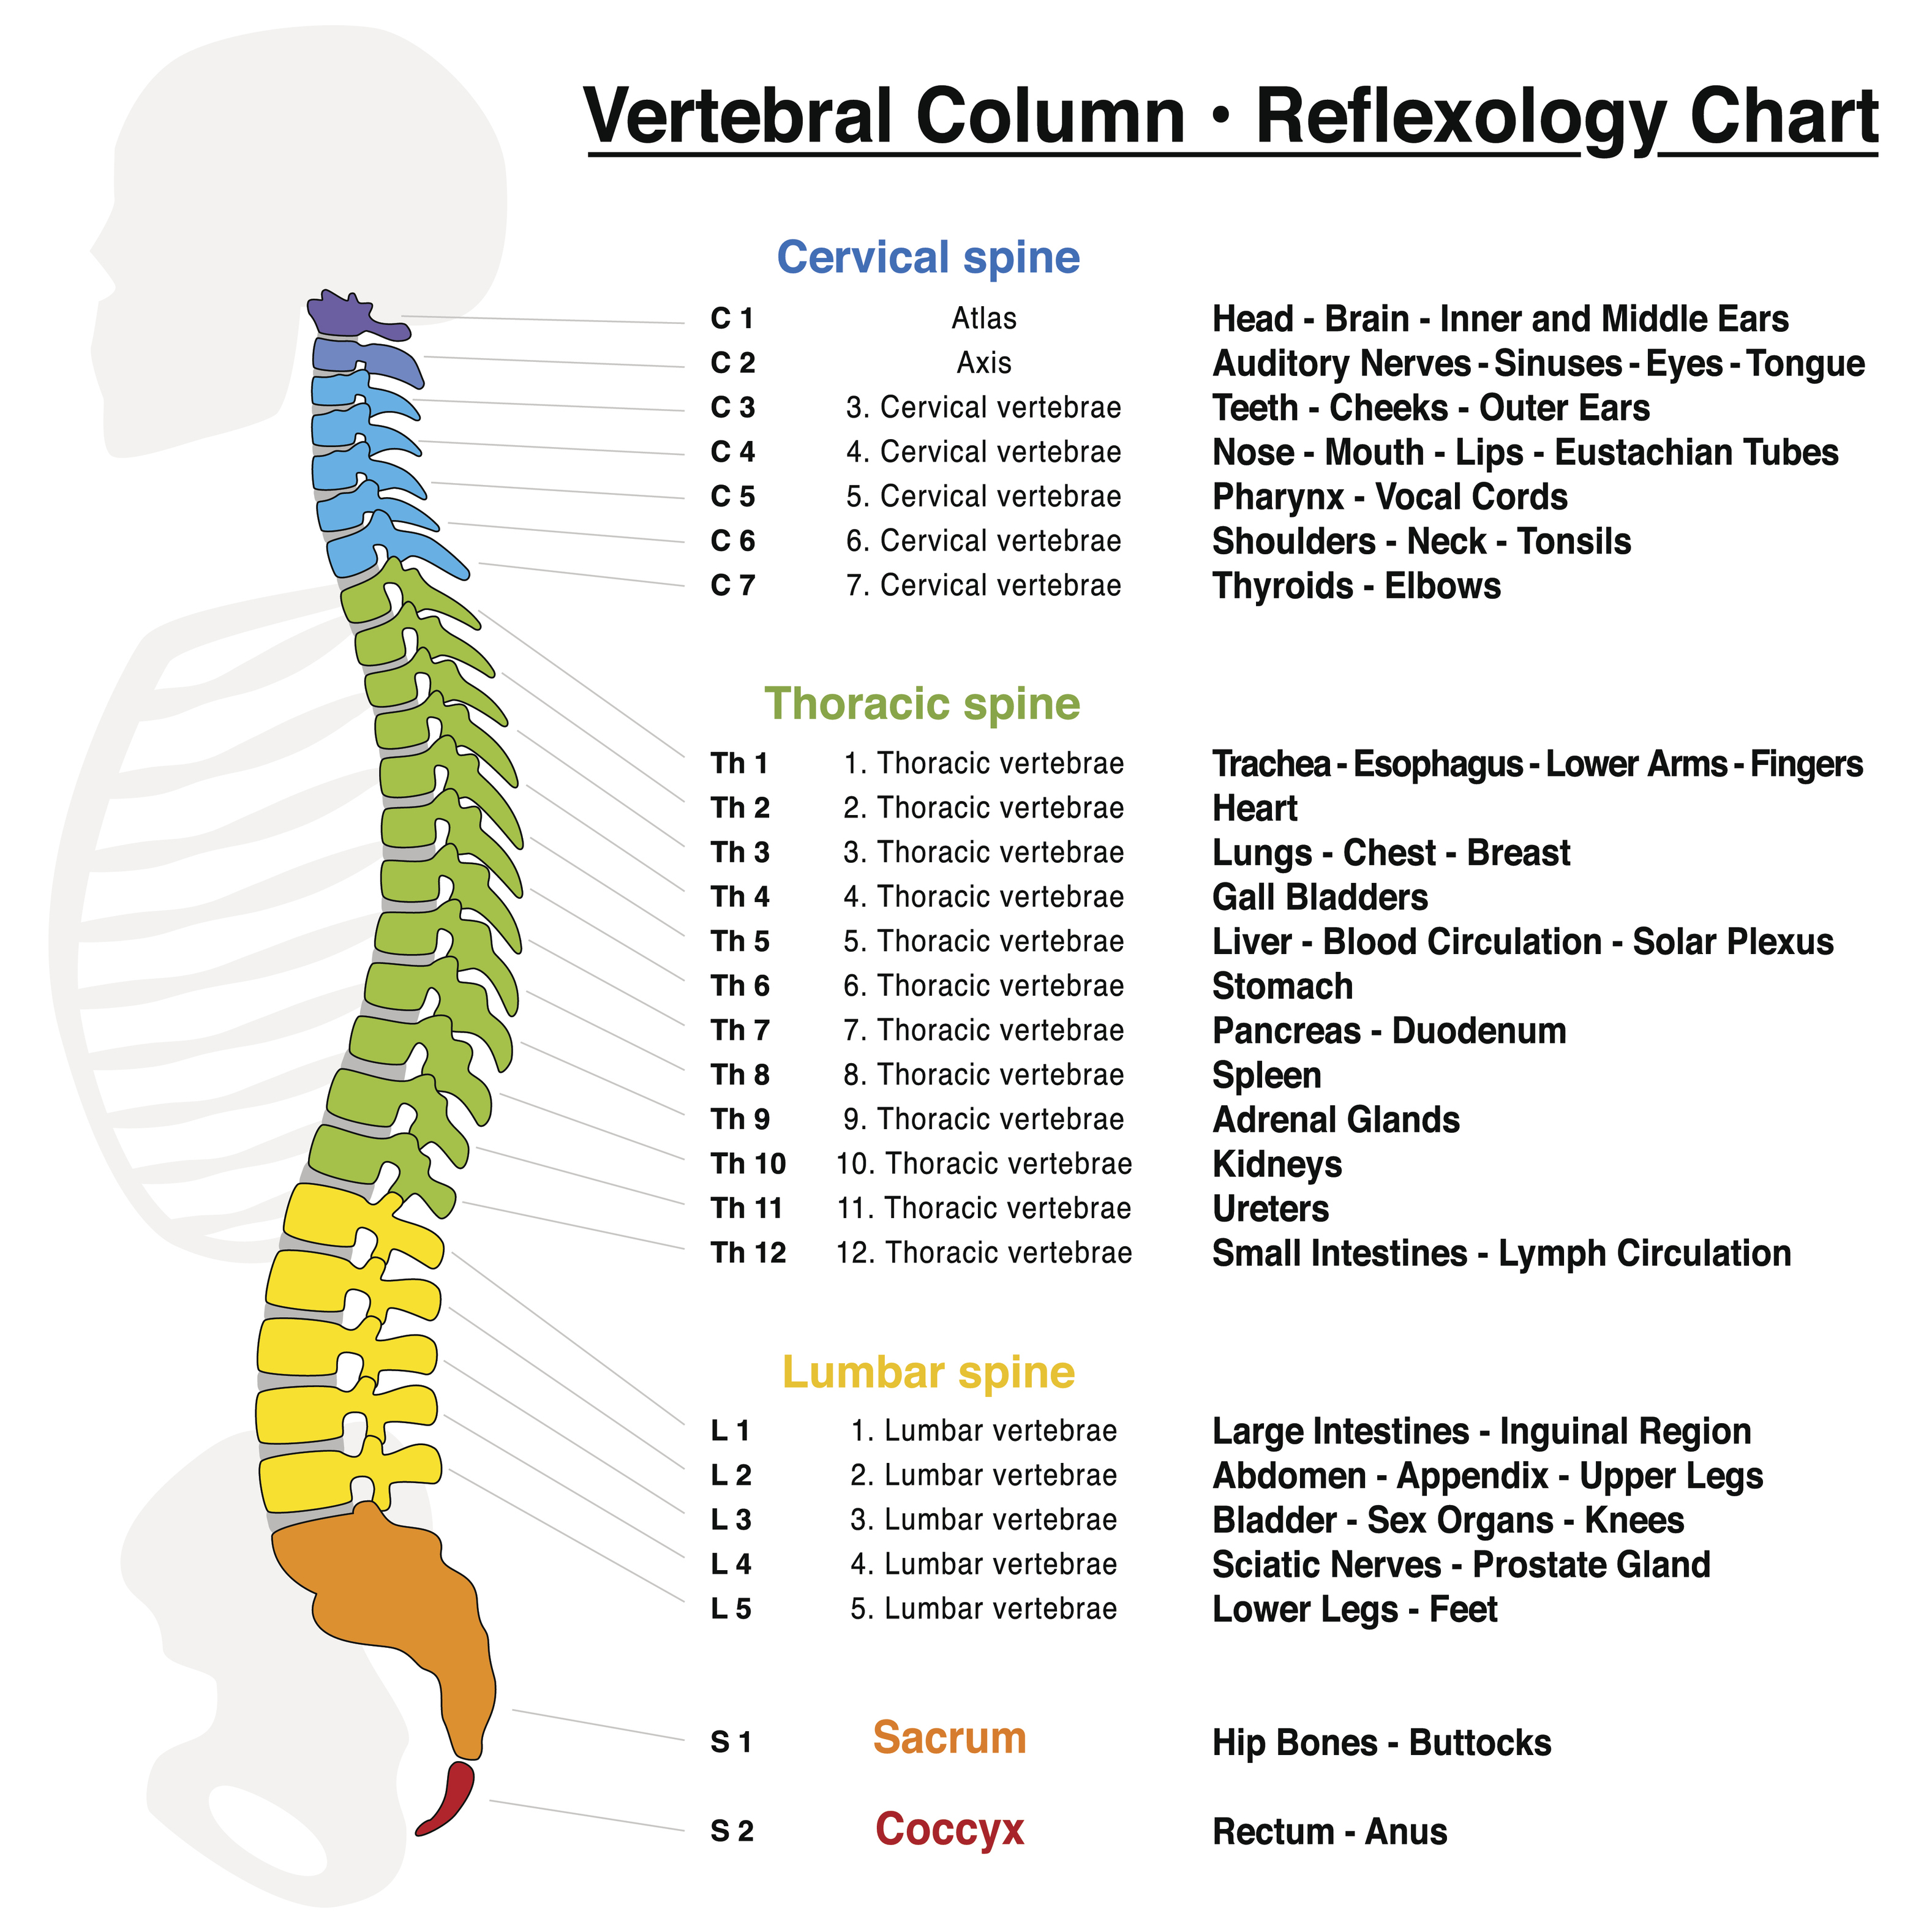 Vertebral Column • Reflexology Chart
Cervical spine
C 1 Atlas Head - Brain - Inner and Middle Ears
C 2 Axis Auditory Nerves - Sinuses - Eyes - Tongue
C 3 3. Cervical vertebrae Teeth - Cheeks - Outer Ears
C 4 4. Cervical vertebrae Nose - Mouth - Lips - Eustachian Tubes
C 5 5. Cervical vertebrae Pharynx - Vocal Cords
C 6 6. Cervical vertebrae Shoulders - Neck - Tonsils
C 7 7. Cervical vertebrae Thyroids - Elbows
Thoracic spine
Th 1 1. Thoracic vertebrae Trachea - Esophagus - Lower Arms - Fingers
Th 2 2. Thoracic vertebrae Heart
Th 3 3. Thoracic vertebrae Lungs - Chest - Breast
Th 4 4. Thoracic vertebrae Gall Bladders
Th 5 5. Thoracic vertebrae Liver - Blood Circulation - Solar Plexus
Th 6 6. Thoracic vertebrae Stomach
Th 7 7. Thoracic vertebrae Pancreas - Duodenum
Th 8 8. Thoracic vertebrae Spleen
Th 9 9. Thoracic vertebrae Adrenal Glands
Th 10 10. Thoracic vertebrae Kidneys
Th 11 11. Thoracic vertebrae Ureters
Th 12 12. Thoracic vertebrae Small Intestines - Lymph Circulation
Lumbar spine
L 1 1. Lumbar vertebrae Large Intestines - Inguinal Region
L 2 2. Lumbar vertebrae Abdomen - Appendix - Upper Legs
L 3 3. Lumbar vertebrae Bladder - Sex Organs - Knees
L 4 4. Lumbar vertebrae Sciatic Nerves - Prostate Gland
L 5 5. Lumbar vertebrae Lower Legs - Feet
S 1 Sacrum Hip Bones - Buttocks
S 2 Coccyx Rectum - Anus